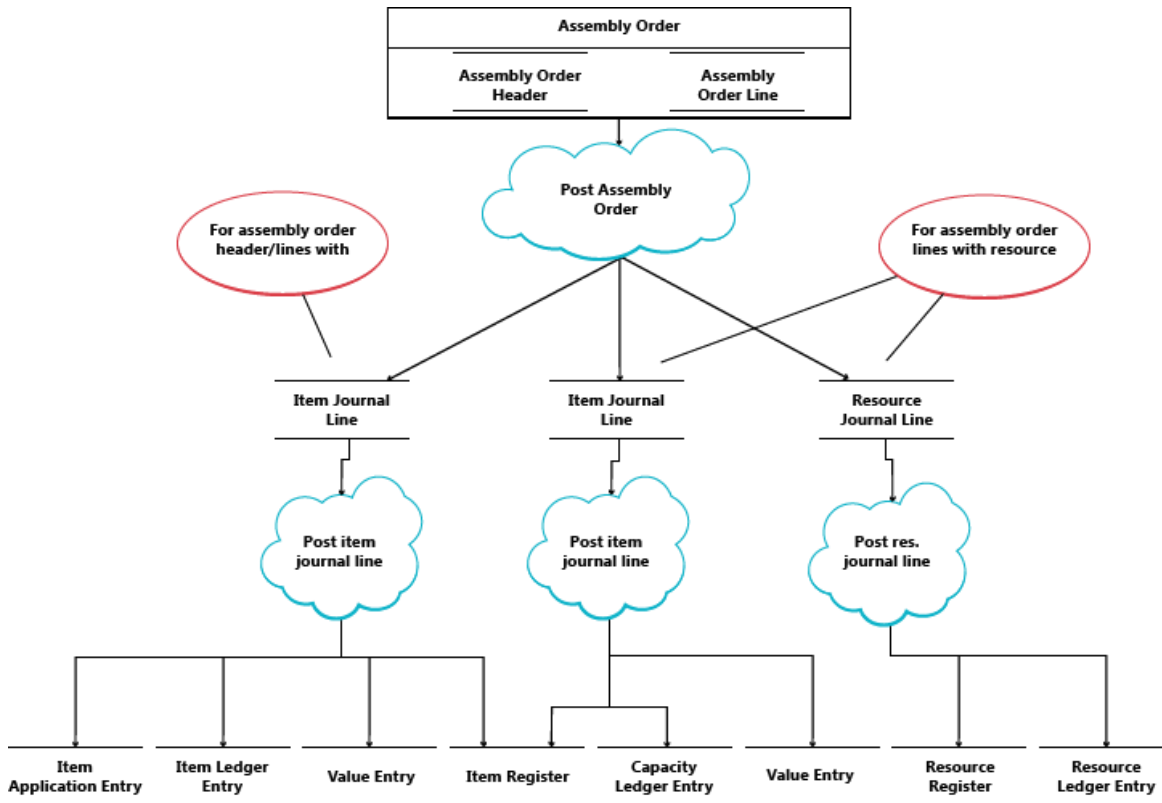 Assembly Order
Assembly Order
Header
Assembly
Order Line
Post Assembly
Order
For assembly order
header/lines with
For assembly order
lines with resource
Item Journal
Line
Item Journal
Line
Resource
Journal Line
Post item
journal line
Post item
journal line
Post res.
journal line
Item
Application Entry
Item Ledger
Entry
Value Entry
Item Register
Capacity
Ledger Entry
Value Entry
Resource
Register
Resource
Ledger Entry